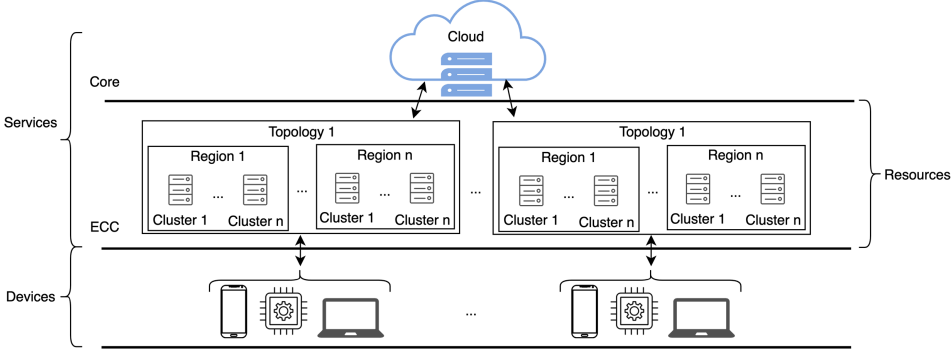 Cloud
Core
Services
Topology 1
Topology 1
Region 1
Region n
Region 1
Region n
Resources
...
...
...
...
...
...
...
Cluster 1
Cluster n
Cluster 1
Cluster n
Cluster 1
Cluster n
Cluster 1
Cluster n
ECC
Devices
...